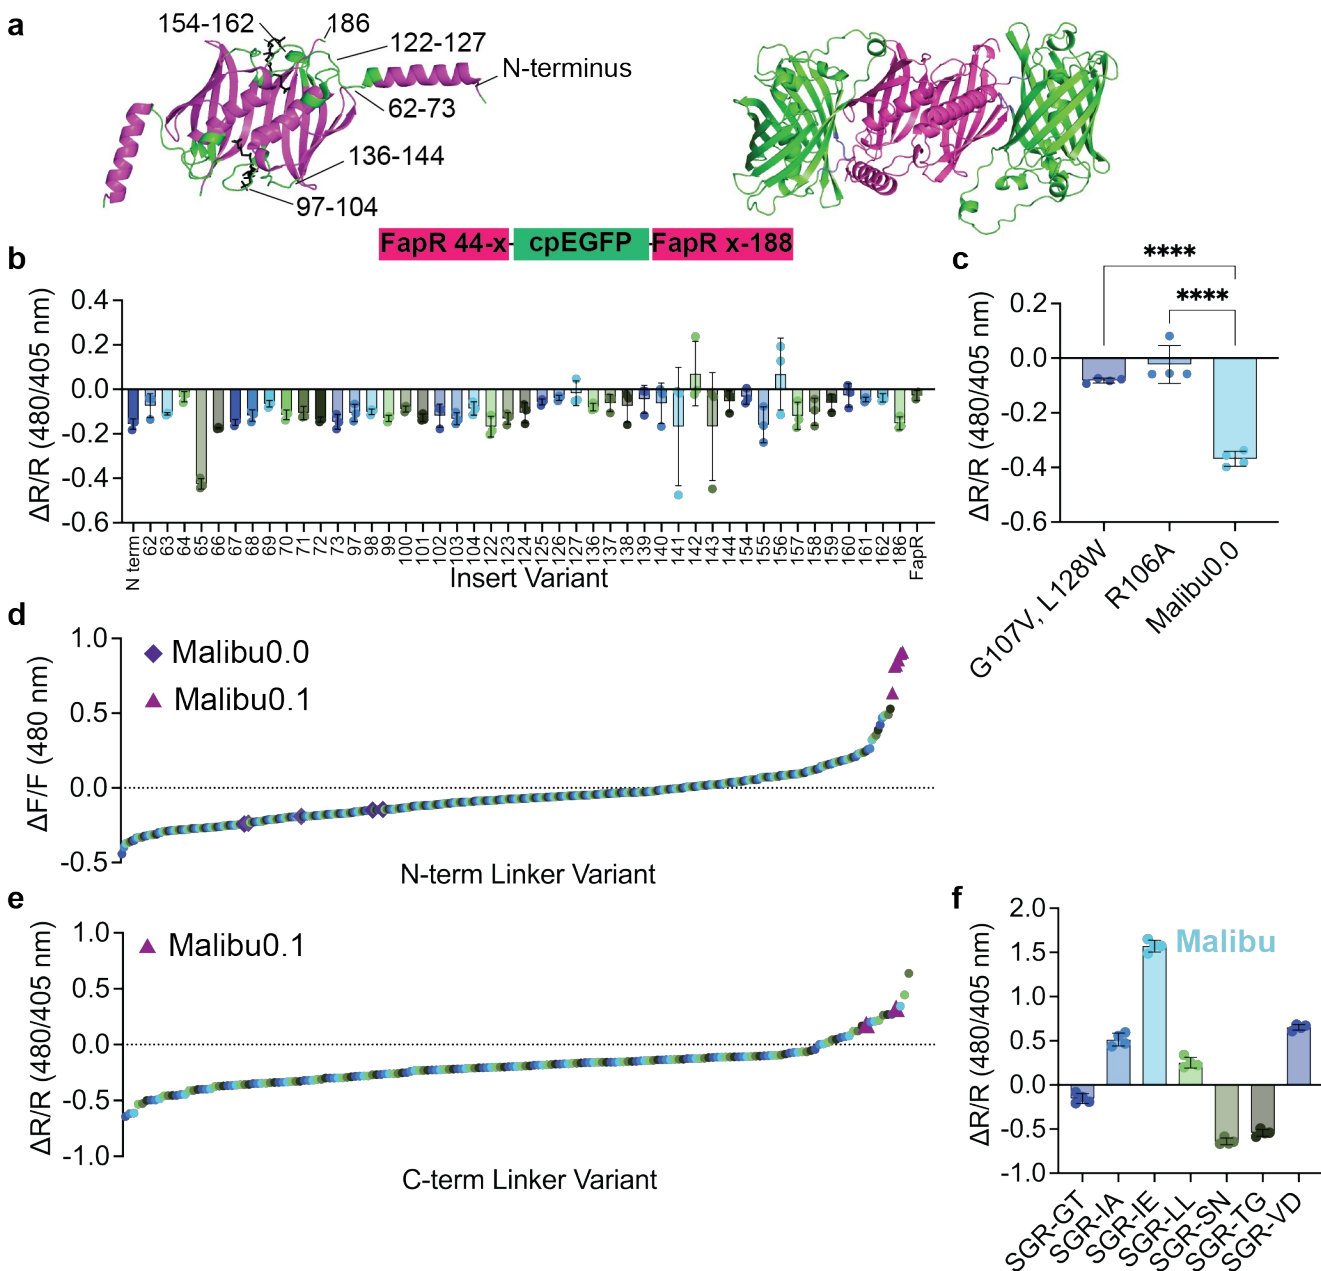 a
154-162
186
122-127
N-terminus
62-73
136-144
97-104
FapR 44-x
cpEGFP
FapR x-188
b
ΔR/R (480/405 nm)
0.4
0.2
0.0
-0.2
-0.4
-0.6
N term 62 63 64 65 66 67 68 69 70 71 72 73 97 98 99 100 101 102 103 104 122 123 124 125 126 127 136 137 138 139 140 141 142 143 144 154 155 156 157 158 159 160 161 162 186 FapR
Insert Variant
c
****
****
ΔR/R (480/405 nm)
0.2
0.0
-0.2
-0.4
-0.6
G107V, L128W
R106A
Malibu0.0
d
ΔF/F (480 nm)
1.0
0.5
0.0
-0.5
Malibu0.0
Malibu0.1
N-term Linker Variant
e
ΔR/R (480/405 nm)
1.0
0.5
0.0
-0.5
-1.0
Malibu0.1
C-term Linker Variant
f
ΔR/R (480/405 nm)
2.0
1.5
1.0
0.5
0.0
-0.5
-1.0
Malibu
SGR-GT
SGR-IA
SGR-IE
SGR-LL
SGR-SN
SGR-TG
SGR-VD